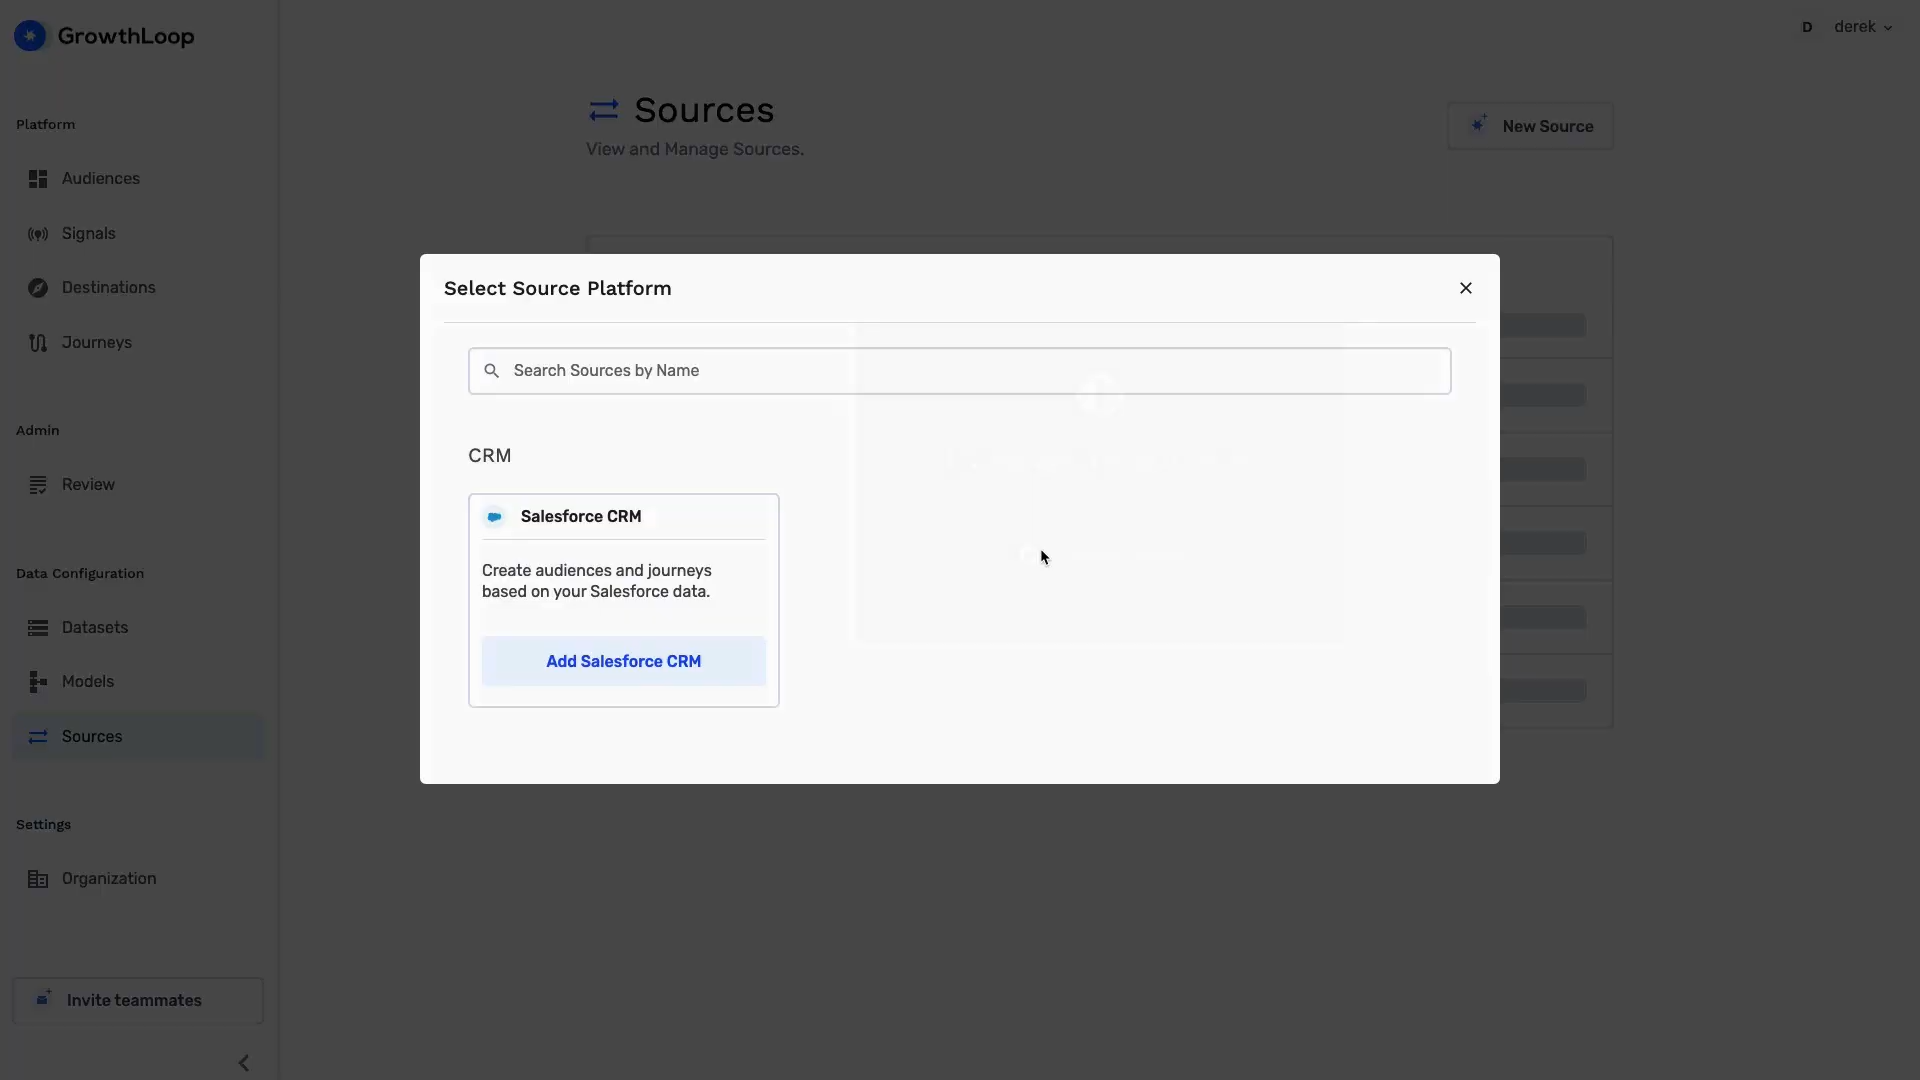 GrowthLoop
D derek
Platform
Audiences
Signals
Destinations
Journeys
Admin
Review
Data Configuration
Datasets
Models
Sources
Settings
Organization
Invite teammates
Sources
View and Manage Sources.
New Source
Select Source Platform
Search Sources by Name
CRM
Salesforce CRM
Create audiences and journeys
based on your Salesforce data.
Add Salesforce CRM